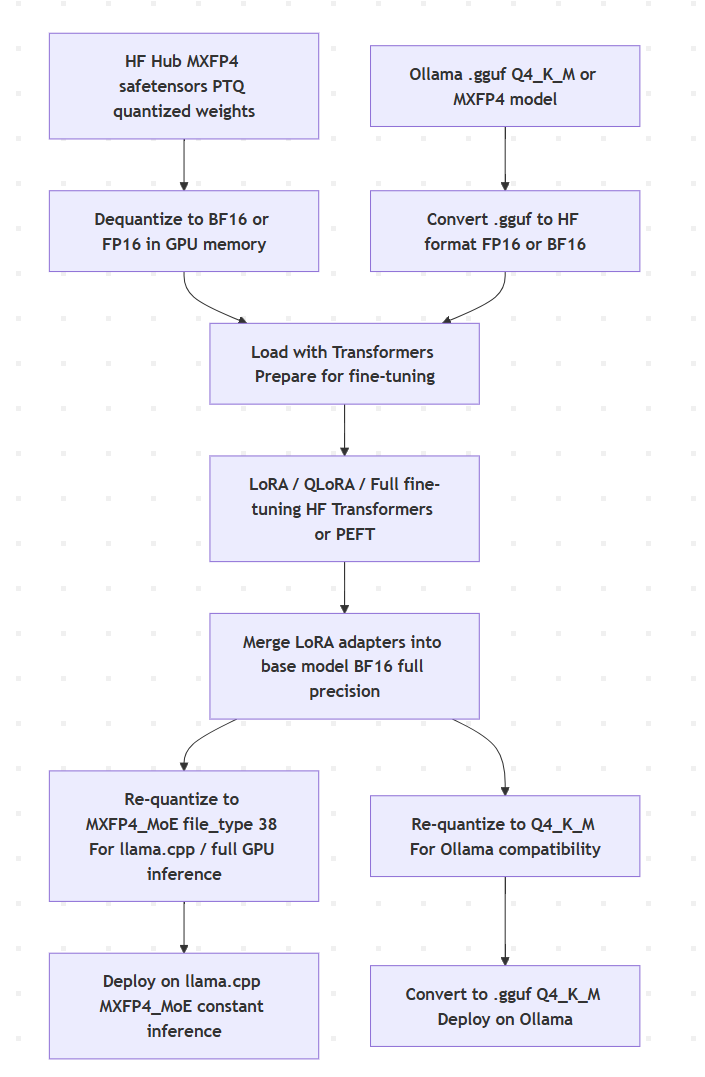 HF Hub MXFP4
safetensors PTQ
quantized weights
Ollama .gguf Q4_K_M or
MXFP4 model
Dequantize to BF16 or
FP16 in GPU memory
Convert .gguf to HF
format FP16 or BF16
Load with Transformers
Prepare for fine-tuning
LoRA / QLoRA / Full fine-
tuning HF Transformers
or PEFT
Merge LoRA adapters into
base model BF16 full
precision
Re-quantize to
MXFP4_MoE file_type 38
For llama.cpp / full GPU
inference
Re-quantize to Q4_K_M
For Ollama compatibility
Deploy on llama.cpp
MXFP4_MoE constant
inference
Convert to .gguf Q4_K_M
Deploy on Ollama